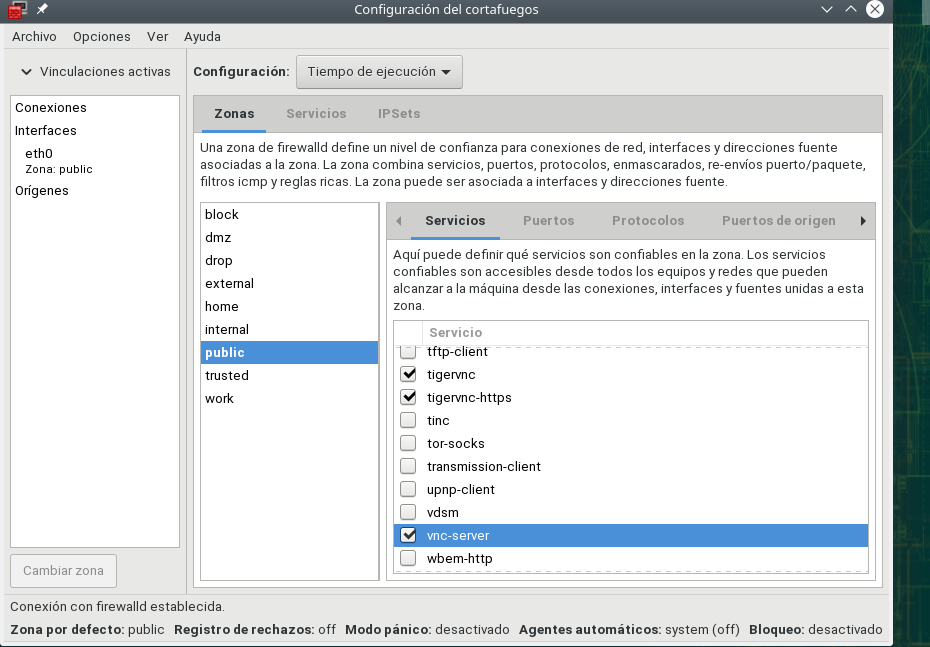 Configuración del cortafuegos
Archivo Opciones Ver Ayuda
Vinculaciones activas
Conexiones
Interfaces
eth0
Zona: public
Orígenes
Cambiar zona
Configuración: Tiempo de ejecución
Zonas Servicios IPSets
Una zona de firewalld define un nivel de confianza para conexiones de red, interfaces y direcciones fuente
asociadas a la zona. La zona combina servicios, puertos, protocolos, enmascarados, re-envíos puerto/paquete,
filtros icmp y reglas ricas. La zona puede ser asociada a interfaces y direcciones fuente.
block
dmz
drop
external
home
internal
public
trusted
work
Servicios Puertos Protocolos Puertos de origen
Aquí puede definir qué servicios son confiables en la zona. Los servicios
confiables son accesibles desde todos los equipos y redes que pueden
alcanzar a la máquina desde las conexiones, interfaces y fuentes unidas a esta
zona.
Servicio
tftp-client
tigervnc
tigervnc-https
tinc
tor-socks
transmission-client
upnp-client
vdsm
vnc-server
wbem-http
Conexión con firewalld establecida.
Zona por defecto: public Registro de rechazos: off Modo pánico: desactivado Agentes automáticos: system (off) Bloqueo: desactivado